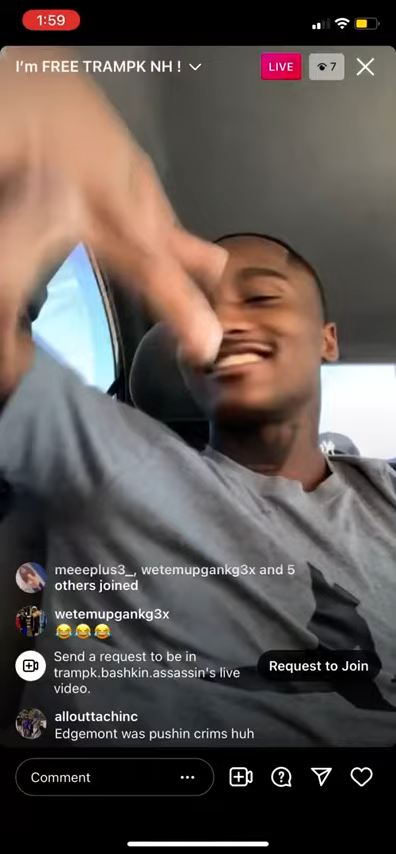 1:59
I'm FREE TRAMPK NH !
LIVE
7
meeeplus3_, wetemupgankg3x and 5
others joined
wetemupgankg3x
😂😂😂
Send a request to be in
trampk.bashkin.assassin's live
video.
Request to Join
allouttachinc
Edgemont was pushin crims huh
Comment